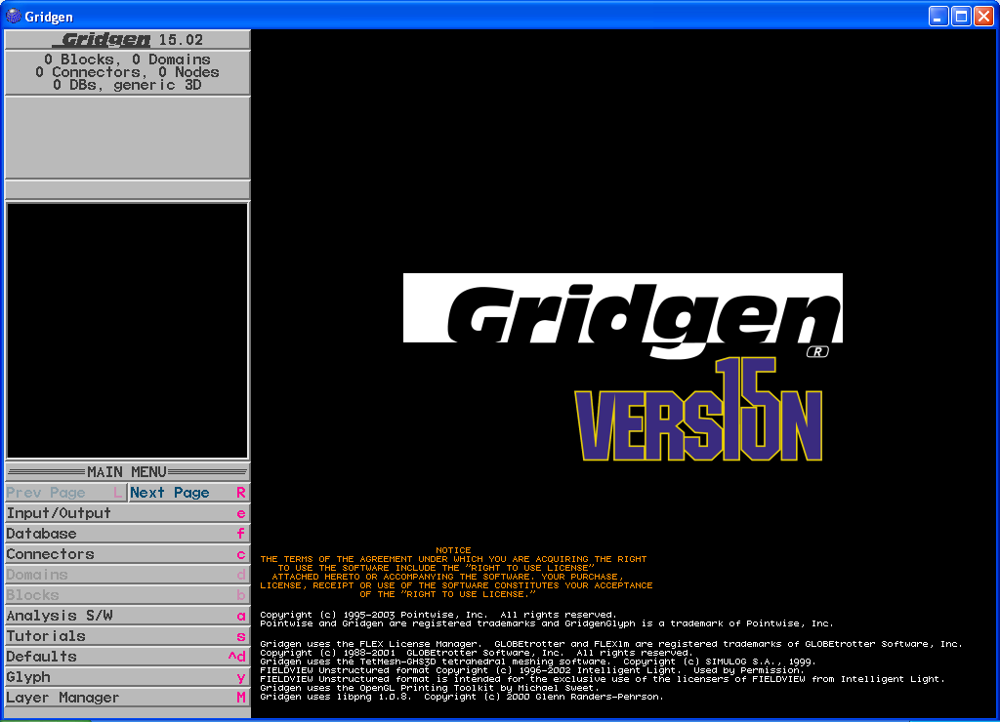 Gridgen
Gridgen 15.02
0 Blocks, 0 Domains
0 Connectors, 0 Nodes
0 DBs, generic 3D
Gridgen
R
VERSION
15
MAIN MENU
Prev Page L Next Page R
Input/Output e
Database f
Connectors c
Domains d
Blocks b
Analysis S/W a
Tutorials s
Defaults ^d
Glyph y
Layer Manager M
NOTICE
THE TERMS OF THE AGREEMENT UNDER WHICH YOU ARE ACQUIRING THE RIGHT
TO USE THE SOFTWARE INCLUDE THE "RIGHT TO USE LICENSE"
ATTACHED HERETO OR ACCOMPANYING THE SOFTWARE. YOUR PURCHASE,
LICENSE, RECEIPT OR USE OF THE SOFTWARE CONSTITUTES YOUR ACCEPTANCE
OF THE "RIGHT TO USE LICENSE."
Copyright (c) 1995-2003 Pointwise, Inc. All rights reserved.
Pointwise and Gridgen are registered trademarks and GridgenGlyph is a trademark of Pointwise, Inc.
Gridgen uses the FLEX License Manager. GLOBEtrotter and FLEXlm are registered trademarks of GLOBEtrotter Software, Inc.
Copyright (c) 1988-2001 GLOBEtrotter Software, Inc. All rights reserved.
Gridgen uses the TetMesh-GHS3D tetrahedral meshing software. Copyright (c) SIMULOG S.A., 1999.
FIELDVIEW Unstructured format Copyright (c) 1996-2002 Intelligent Light. Used by Permission.
FIELDVIEW Unstructured format is intended for the exclusive use of the licensers of FIELDVIEW from Intelligent Light.
Gridgen uses the OpenGL Printing Toolkit by Michael Sweet.
Gridgen uses libpng 1.0.8. Copyright (c) 2000 Glenn Randers-Pehrson.